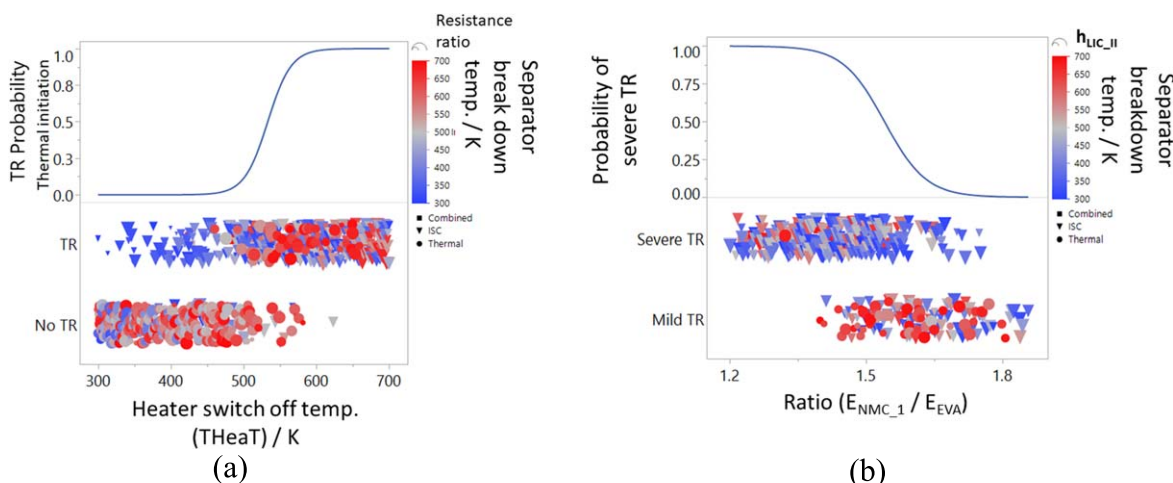 Resistance
ratio
TR Probability
Thermal initiation
1.0
0.8
0.5
0.3
0.0
700
650
600
550
500
450
400
350
300
Separator
break down
temp. / K
Combined
ISC
Thermal
TR
No TR
300
400
500
600
700
Heater switch off temp.
(THeaT) / K
(a)
h_LIC_II
Probability of
severe TR
1.00
0.75
0.50
0.25
0.00
700
650
600
550
500
450
400
350
300
Separator
breakdown
temp. / K
Combined
ISC
Thermal
Severe TR
Mild TR
1.2
1.5
1.8
Ratio (E_NMC_1 / E_EVA)
(b)